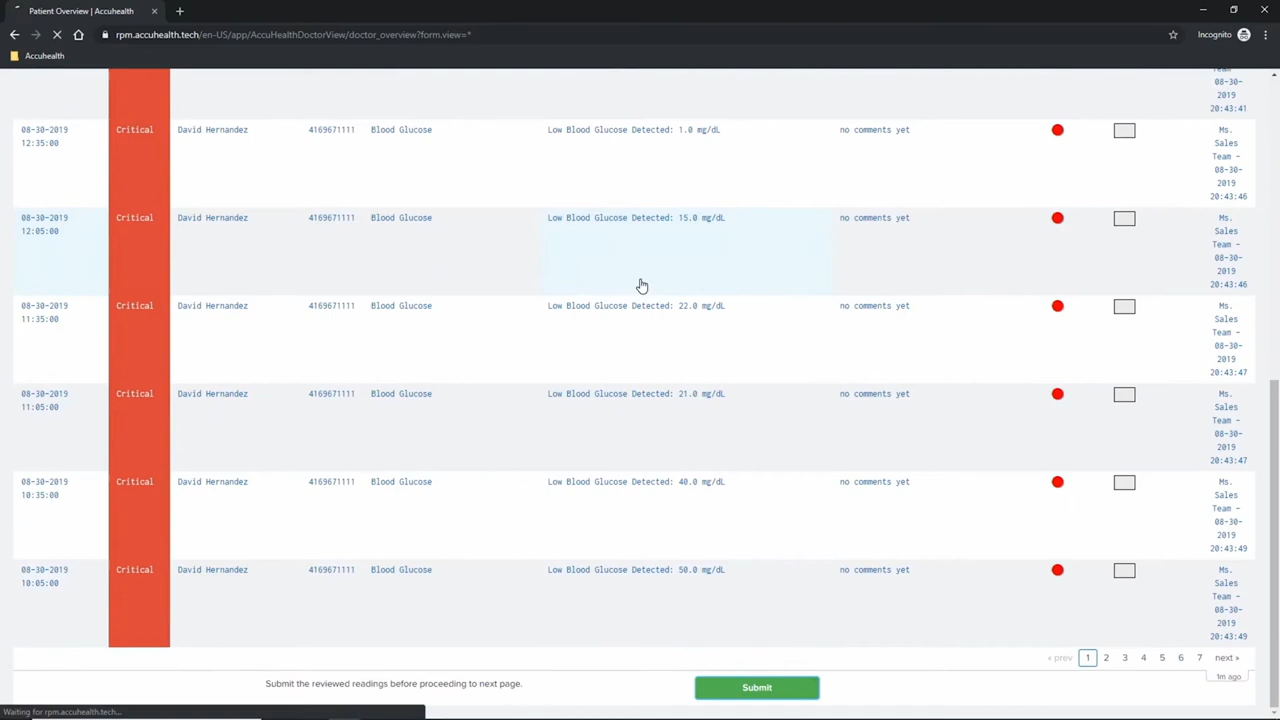 Patient Overview | Accuhealth
rpm.accuhealth.tech/en-US/app/AccuHealthDoctorView/doctor_overview?form.view=*
Incognito
Accuhealth
Team -
08-30-
2019
20:43:41
08-30-2019
12:35:00
Critical
David Hernandez
4169671111
Blood Glucose
Low Blood Glucose Detected: 1.0 mg/dL
no comments yet
Ms.
Sales
Team -
08-30-
2019
20:43:46
08-30-2019
12:05:00
Critical
David Hernandez
4169671111
Blood Glucose
Low Blood Glucose Detected: 15.0 mg/dL
no comments yet
Ms.
Sales
Team -
08-30-
2019
20:43:46
08-30-2019
11:35:00
Critical
David Hernandez
4169671111
Blood Glucose
Low Blood Glucose Detected: 22.0 mg/dL
no comments yet
Ms.
Sales
Team -
08-30-
2019
20:43:47
08-30-2019
11:05:00
Critical
David Hernandez
4169671111
Blood Glucose
Low Blood Glucose Detected: 21.0 mg/dL
no comments yet
Ms.
Sales
Team -
08-30-
2019
20:43:47
08-30-2019
10:35:00
Critical
David Hernandez
4169671111
Blood Glucose
Low Blood Glucose Detected: 40.0 mg/dL
no comments yet
Ms.
Sales
Team -
08-30-
2019
20:43:49
08-30-2019
10:05:00
Critical
David Hernandez
4169671111
Blood Glucose
Low Blood Glucose Detected: 50.0 mg/dL
no comments yet
Ms.
Sales
Team -
08-30-
2019
20:43:49
« prev 1 2 3 4 5 6 7 next »
1m ago
Submit the reviewed readings before proceeding to next page.
Submit
Waiting for rpm.accuhealth.tech...